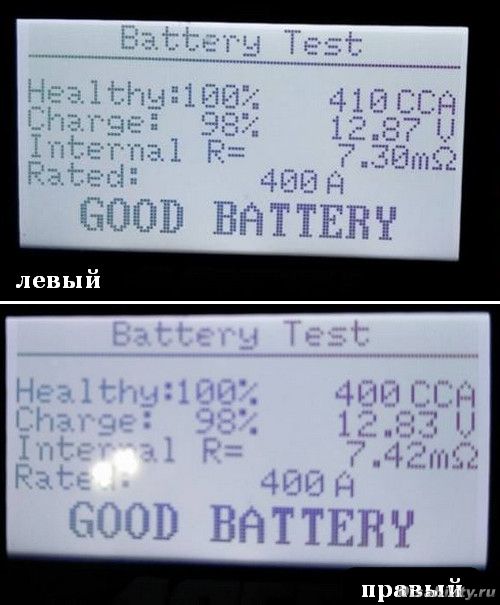 Battery Test
Healthy:100% 410 CCA
Charge: 98% 12.87 V
Internal R= 7.30mΩ
Rated: 400 A
GOOD BATTERY
левый
Battery Test
Healthy:100% 400 CCA
Charge: 98% 12.83 V
Internal R= 7.42mΩ
Rated: 400 A
GOOD BATTERY
правый